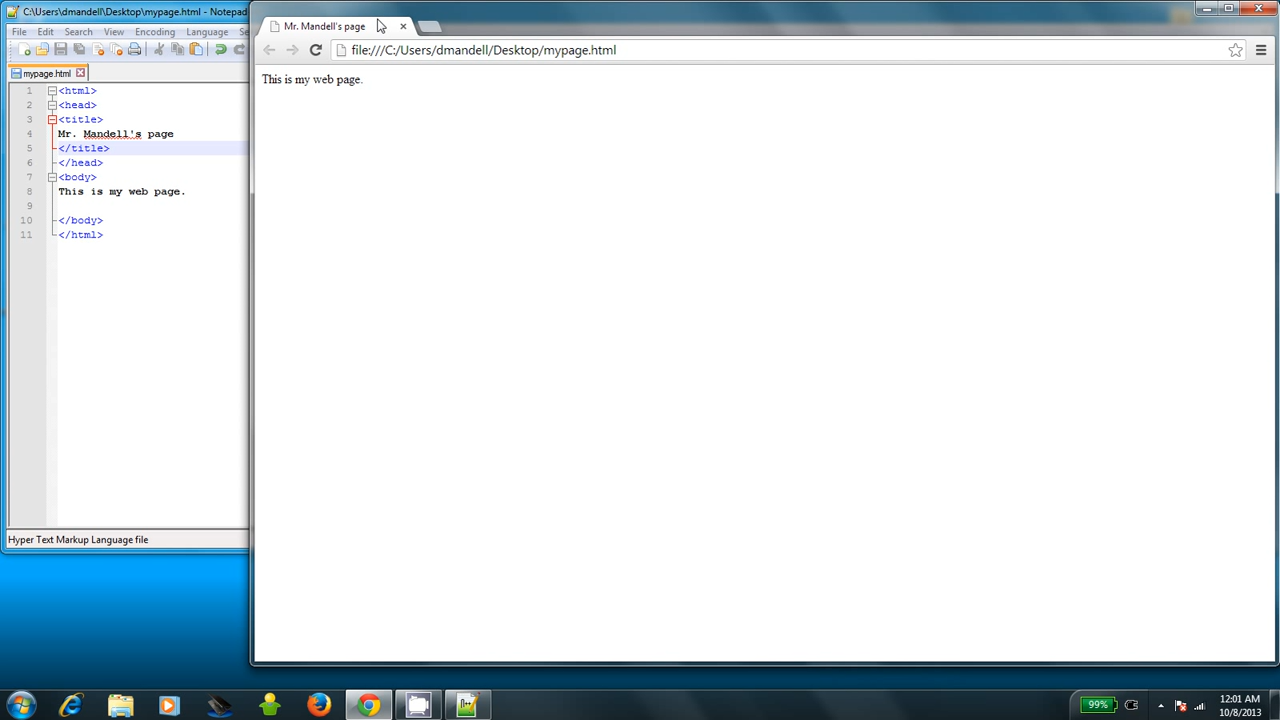 C:\Users\dmandell\Desktop\mypage.html - Notepad
File Edit Search View Encoding Language Se
mypage.html
1 <html>
2 <head>
3 <title>
4 Mr. Mandell's page
5 </title>
6 </head>
7 <body>
8 This is my web page.
9
10 </body>
11 </html>
Hyper Text Markup Language file
Mr. Mandell's page
file:///C:/Users/dmandell/Desktop/mypage.html
This is my web page.
99%
12:01 AM
10/8/2013